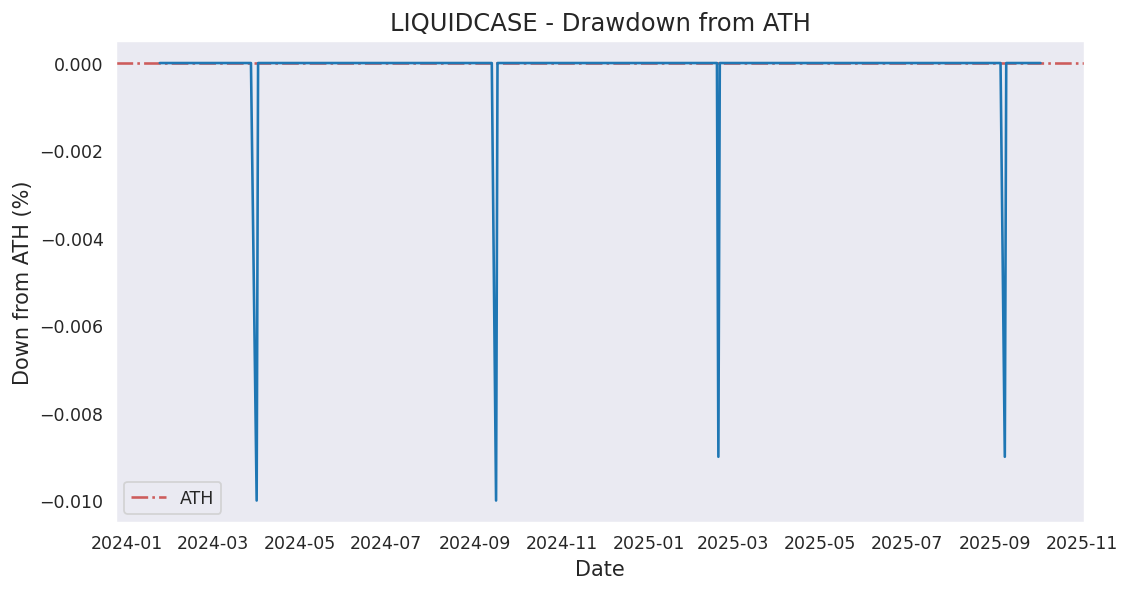 LIQUIDCASE - Drawdown from ATH
Down from ATH (%)
0.000
−0.002
−0.004
−0.006
−0.008
−0.010
ATH
2024-01 2024-03 2024-05 2024-07 2024-09 2024-11 2025-01 2025-03 2025-05 2025-07 2025-09 2025-11
Date